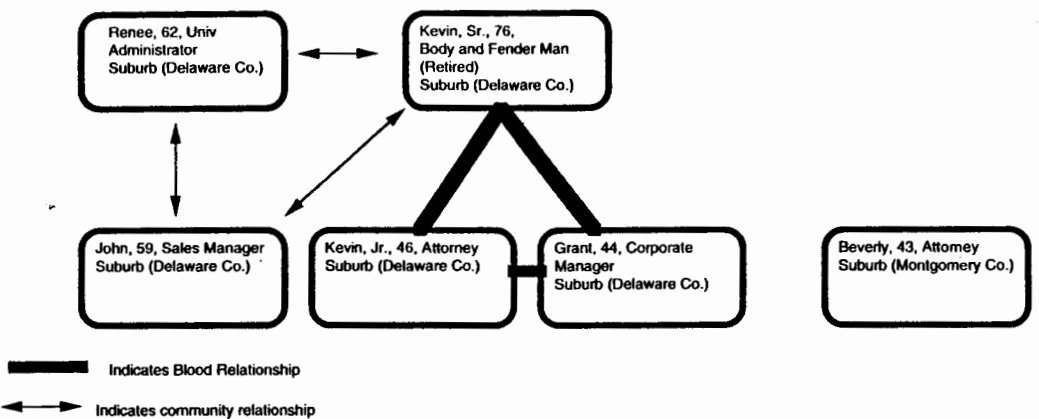 Renee, 62, Univ
Administrator
Suburb (Delaware Co.)
Kevin, Sr., 76,
Body and Fender Man
(Retired)
Suburb (Delaware Co.)
John, 59, Sales Manager
Suburb (Delaware Co.)
Kevin, Jr., 46, Attorney
Suburb (Delaware Co.)
Grant, 44, Corporate
Manager
Suburb (Delaware Co.)
Beverly, 43, Attorney
Suburb (Montgomery Co.)
Indicates Blood Relationship
Indicates community relationship